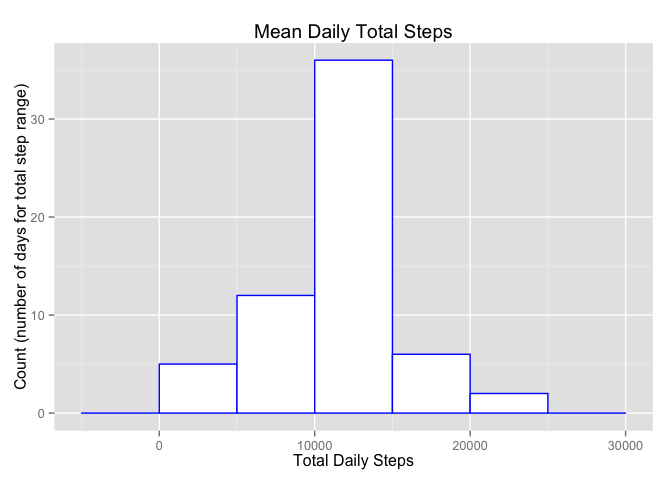 Mean Daily Total Steps
Count (number of days for total step range)
30
20
10
0
0 10000 20000 30000
Total Daily Steps